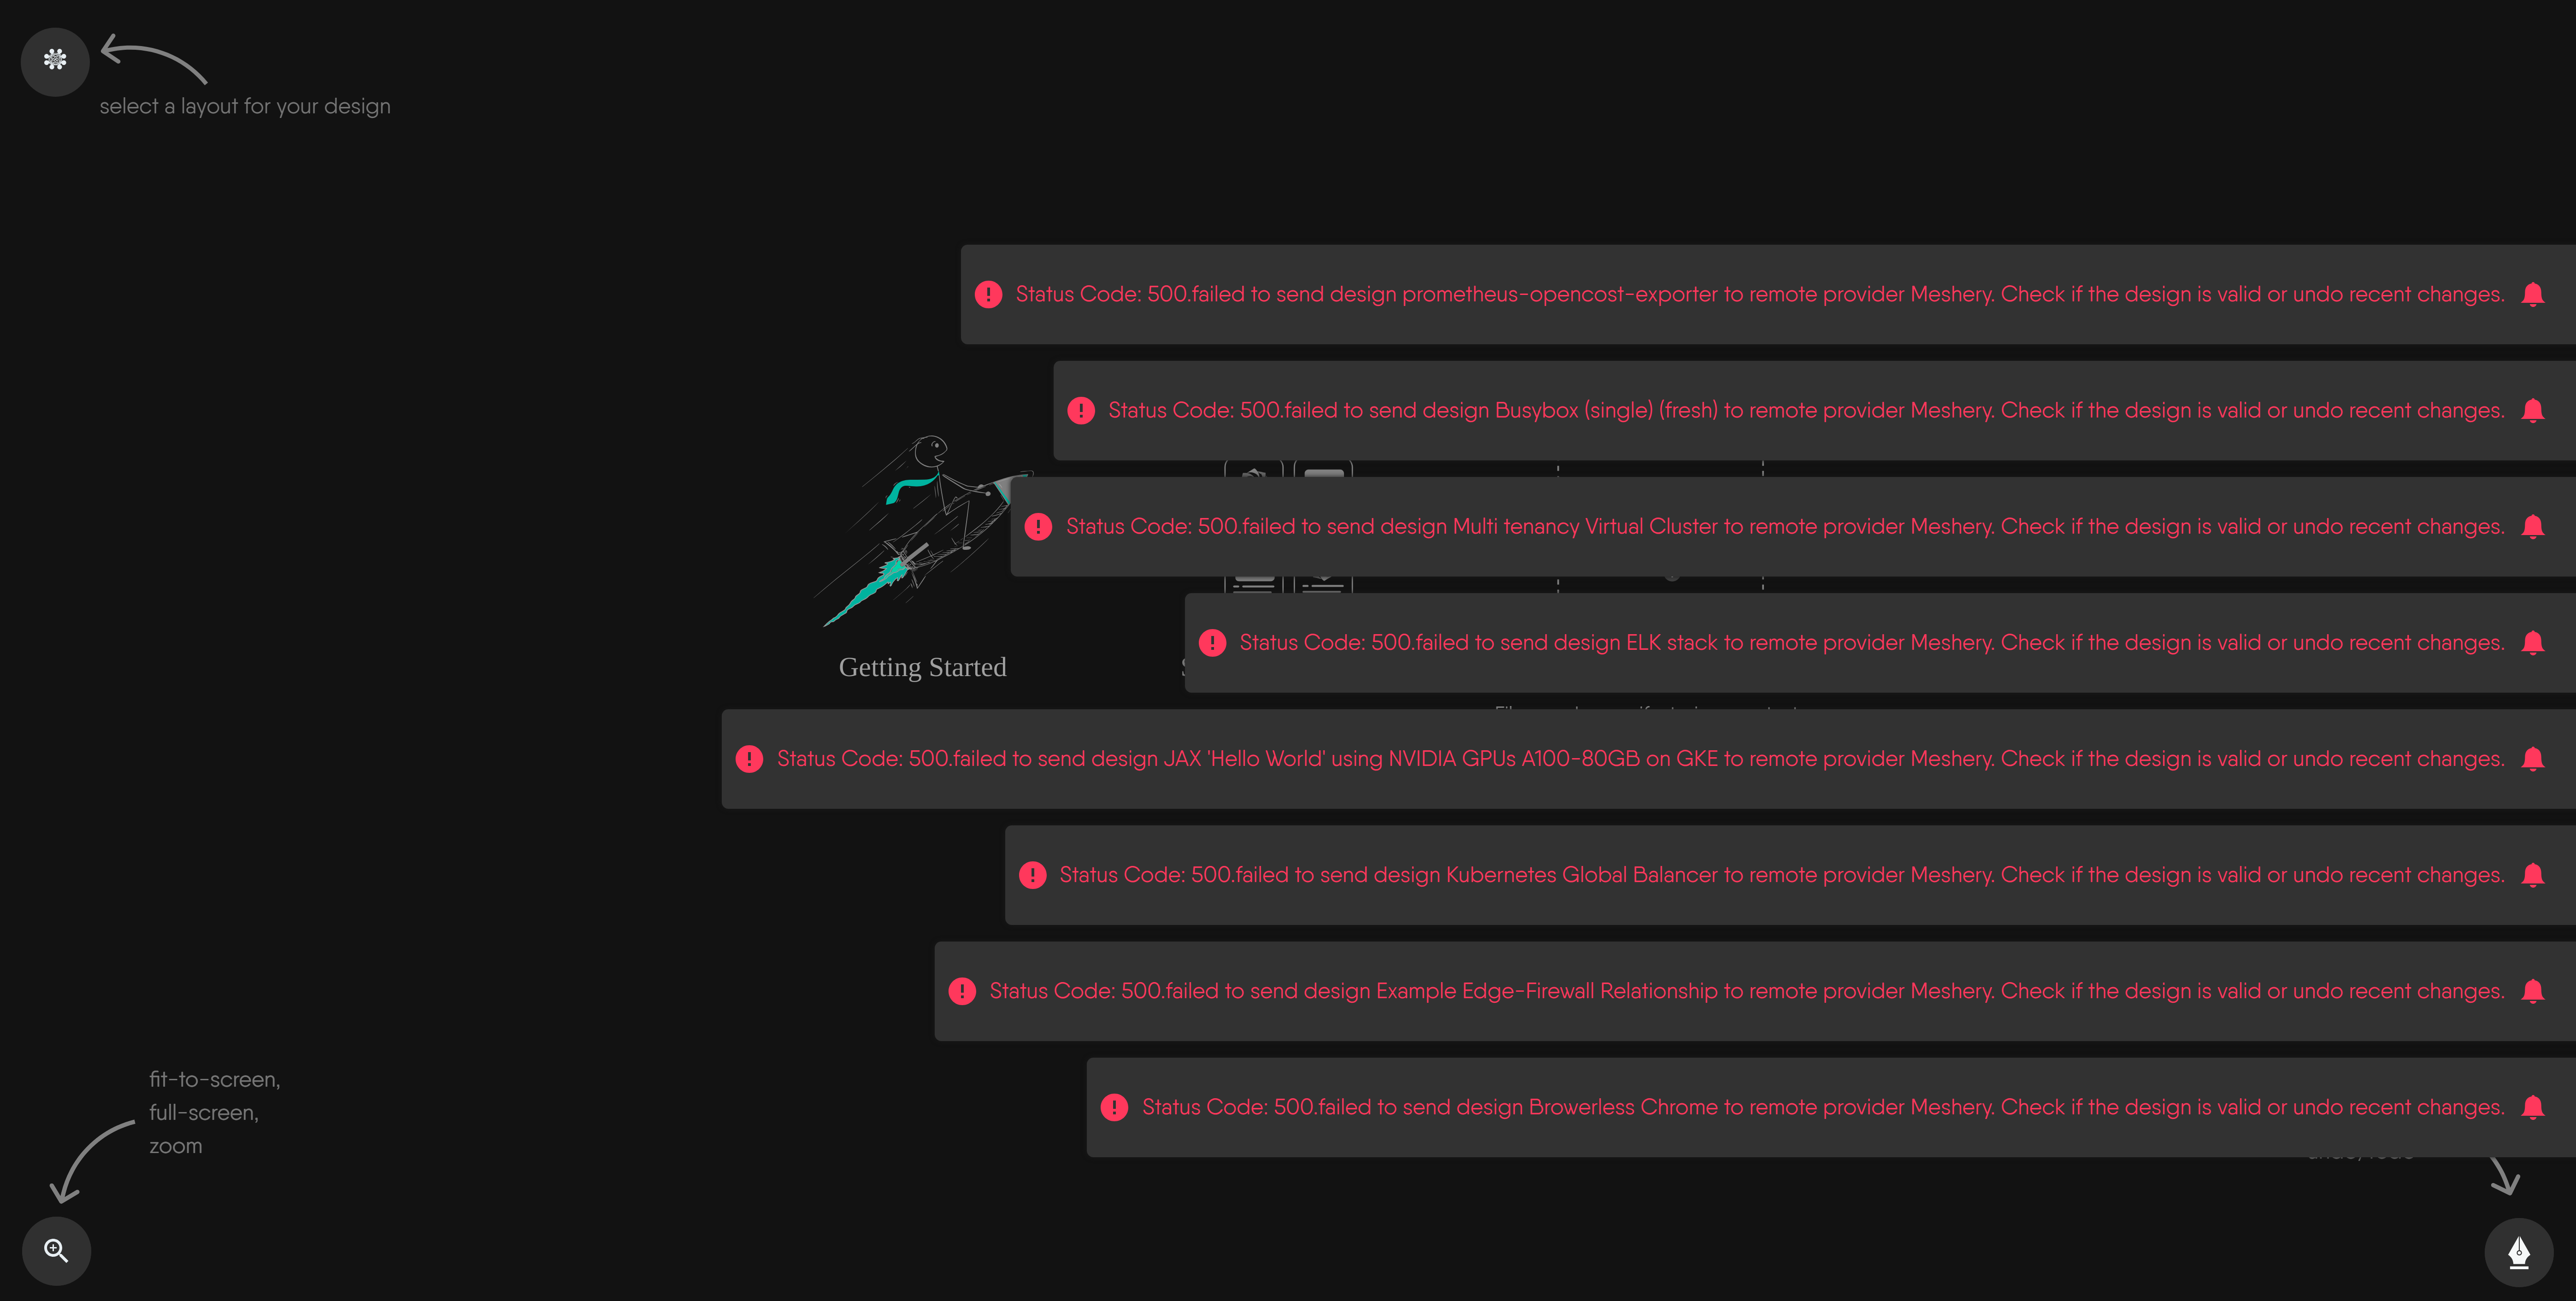 select a layout for your design
Status Code: 500.failed to send design prometheus-opencost-exporter to remote provider Meshery. Check if the design is valid or undo recent changes.
Status Code: 500.failed to send design Busybox (single) (fresh) to remote provider Meshery. Check if the design is valid or undo recent changes.
Status Code: 500.failed to send design Multi tenancy Virtual Cluster to remote provider Meshery. Check if the design is valid or undo recent changes.
Status Code: 500.failed to send design ELK stack to remote provider Meshery. Check if the design is valid or undo recent changes.
Getting Started
Status Code: 500.failed to send design JAX 'Hello World' using NVIDIA GPUs A100-80GB on GKE to remote provider Meshery. Check if the design is valid or undo recent changes.
Status Code: 500.failed to send design Kubernetes Global Balancer to remote provider Meshery. Check if the design is valid or undo recent changes.
Status Code: 500.failed to send design Example Edge-Firewall Relationship to remote provider Meshery. Check if the design is valid or undo recent changes.
Status Code: 500.failed to send design Browerless Chrome to remote provider Meshery. Check if the design is valid or undo recent changes.
fit-to-screen,
full-screen,
zoom